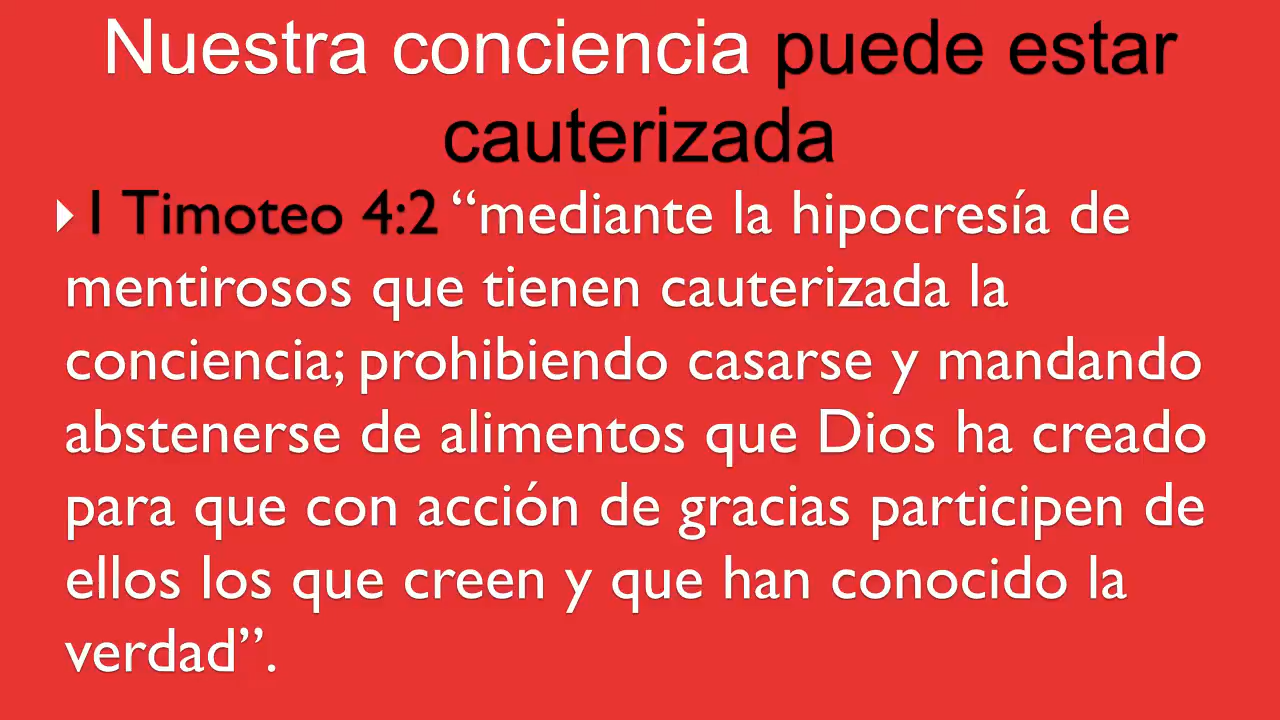 Nuestra conciencia puede estar
cauterizada
1 Timoteo 4:2 “mediante la hipocresía de
mentirosos que tienen cauterizada la
conciencia; prohibiendo casarse y mandando
abstenerse de alimentos que Dios ha creado
para que con acción de gracias participen de
ellos los que creen y que han conocido la
verdad”.